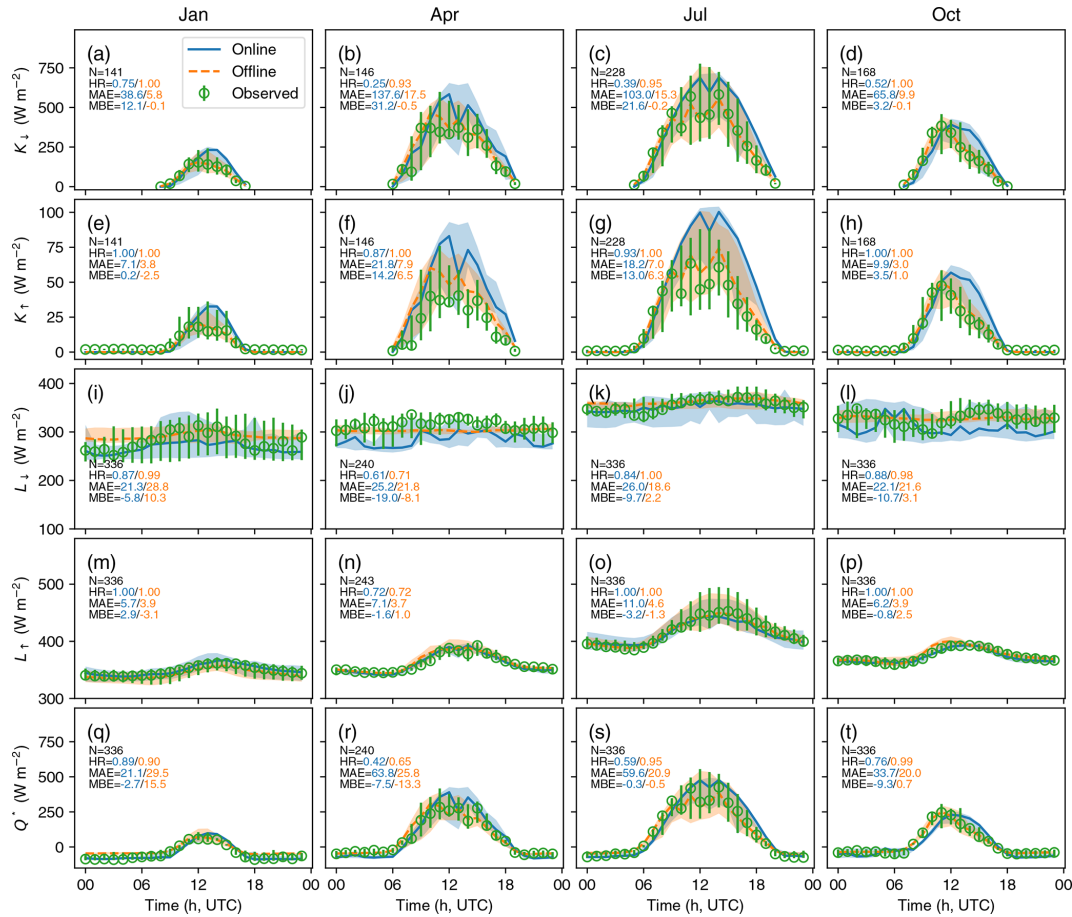 Jan Apr Jul Oct
K↓ (W m−2)
750
500
250
0
(a)
N=141
HR=0.75/1.00
MAE=38.6/5.8
MBE=12.1/-0.1
Online
Offline
Observed
(b)
N=146
HR=0.25/0.93
MAE=137.6/17.5
MBE=31.2/-0.5
(c)
N=228
HR=0.39/0.95
MAE=103.0/15.3
MBE=21.6/-0.2
(d)
N=168
HR=0.52/1.00
MAE=65.8/9.9
MBE=3.2/-0.1
K↑ (W m−2)
100
75
50
25
0
(e)
N=141
HR=1.00/1.00
MAE=7.1/3.8
MBE=0.2/-2.5
(f)
N=146
HR=0.87/1.00
MAE=21.8/7.9
MBE=14.2/6.5
(g)
N=228
HR=0.93/1.00
MAE=18.2/7.0
MBE=13.0/6.3
(h)
N=168
HR=1.00/1.00
MAE=9.9/3.0
MBE=3.5/1.0
L↓ (W m−2)
400
300
200
100
(i)
N=336
HR=0.87/0.99
MAE=21.3/28.8
MBE=-5.8/10.3
(j)
N=240
HR=0.61/0.71
MAE=25.2/21.8
MBE=-19.0/-8.1
(k)
N=336
HR=0.84/1.00
MAE=26.0/18.6
MBE=-9.7/2.2
(l)
N=336
HR=0.88/0.98
MAE=22.1/21.6
MBE=-10.7/3.1
L↑ (W m−2)
500
400
300
(m)
N=336
HR=1.00/1.00
MAE=5.7/3.9
MBE=2.9/-3.1
(n)
N=243
HR=0.72/0.72
MAE=7.1/3.7
MBE=-1.6/1.0
(o)
N=336
HR=1.00/1.00
MAE=11.0/4.6
MBE=-3.2/-1.3
(p)
N=336
HR=1.00/1.00
MAE=6.2/3.9
MBE=-0.8/2.5
Q* (W m−2)
750
500
250
0
(q)
N=336
HR=0.89/0.90
MAE=21.1/29.5
MBE=-2.7/15.5
(r)
N=240
HR=0.42/0.65
MAE=63.8/25.8
MBE=-7.5/-13.3
(s)
N=336
HR=0.59/0.95
MAE=59.6/20.9
MBE=-0.3/-0.5
(t)
N=336
HR=0.76/0.99
MAE=33.7/20.0
MBE=-9.3/0.7
00 06 12 18 00 06 12 18 00 06 12 18 00 06 12 18 00
Time (h, UTC) Time (h, UTC) Time (h, UTC) Time (h, UTC)